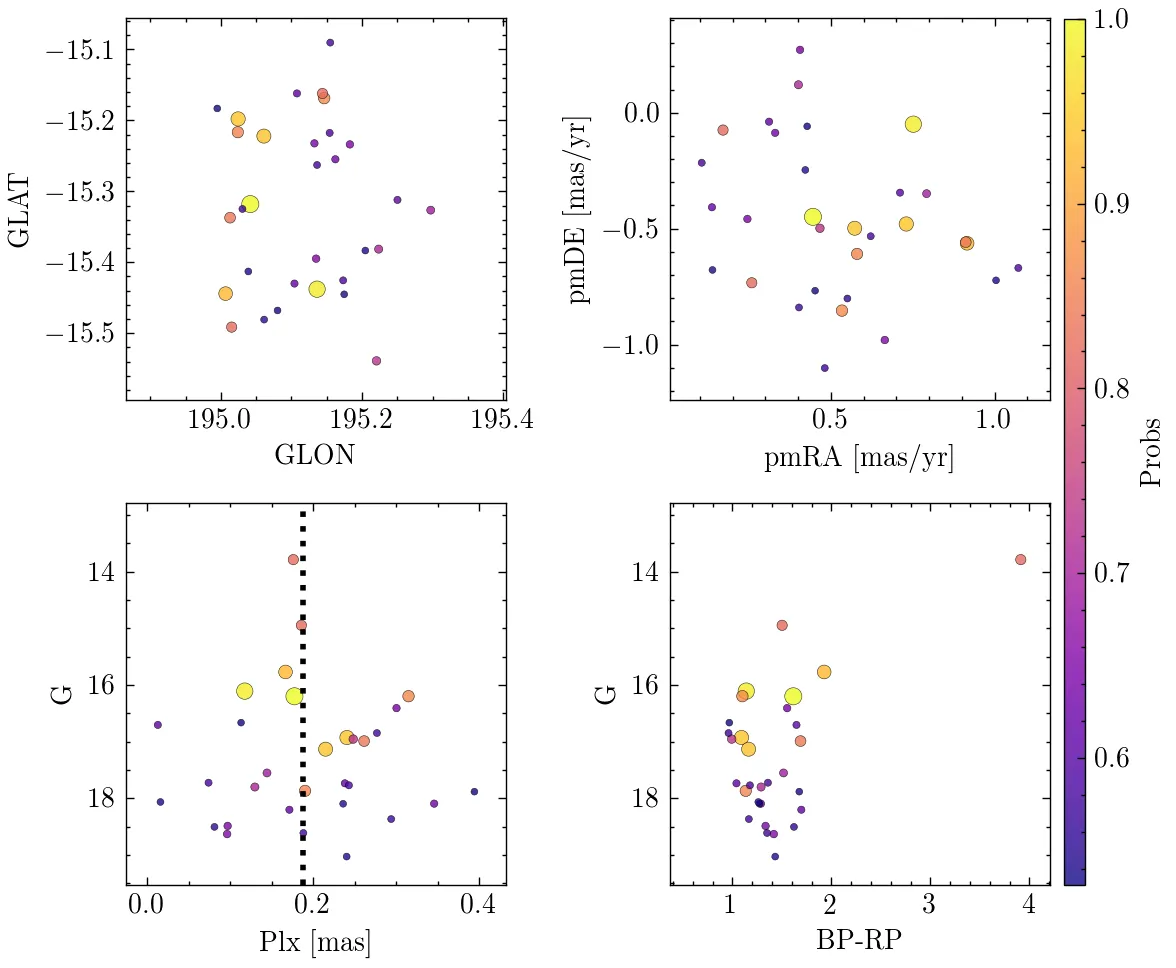 −15.1
−15.2
−15.3
−15.4
−15.5
GLAT
195.0 195.2 195.4
GLON
0.0
−0.5
−1.0
pmDE [mas/yr]
0.5 1.0
pmRA [mas/yr]
14
16
18
G
0.0 0.2 0.4
Plx [mas]
14
16
18
G
1 2 3 4
BP-RP
1.0
0.9
0.8
0.7
0.6
Probs